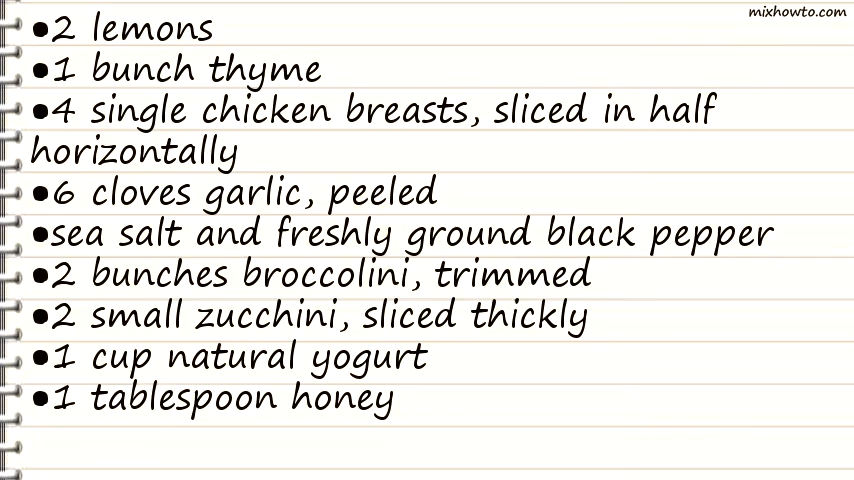 mixhowto.com
•2 lemons
•1 bunch thyme
•4 single chicken breasts, sliced in half
horizontally
•6 cloves garlic, peeled
•sea salt and freshly ground black pepper
•2 bunches broccolini, trimmed
•2 small zucchini, sliced thickly
•1 cup natural yogurt
•1 tablespoon honey